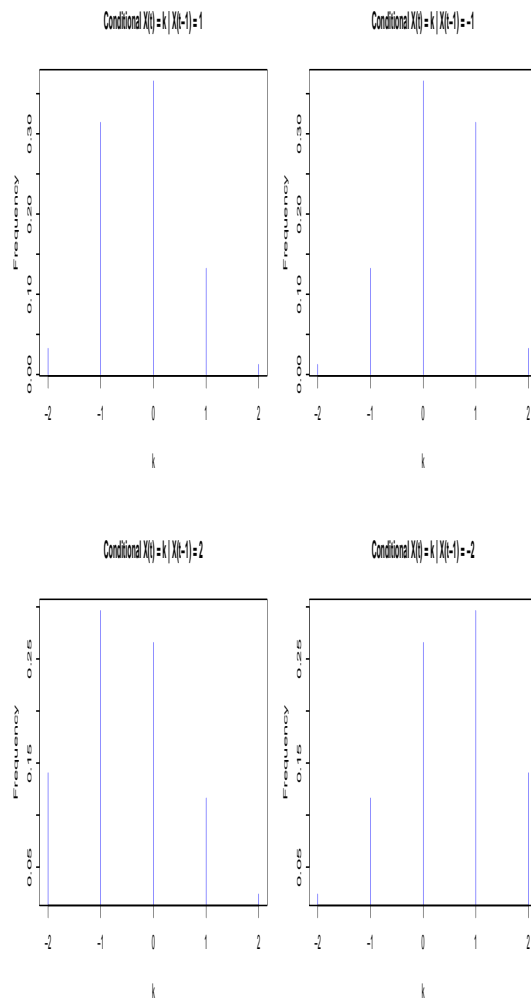 Conditional X(t) = k | X(t−1) = 1
Frequency
0.00 0.10 0.20 0.30
−2 −1 0 1 2
k
Conditional X(t) = k | X(t−1) = −1
Frequency
0.00 0.10 0.20 0.30
−2 −1 0 1 2
k
Conditional X(t) = k | X(t−1) = 2
Frequency
0.05 0.15 0.25
−2 −1 0 1 2
k
Conditional X(t) = k | X(t−1) = −2
Frequency
0.05 0.15 0.25
−2 −1 0 1 2
k